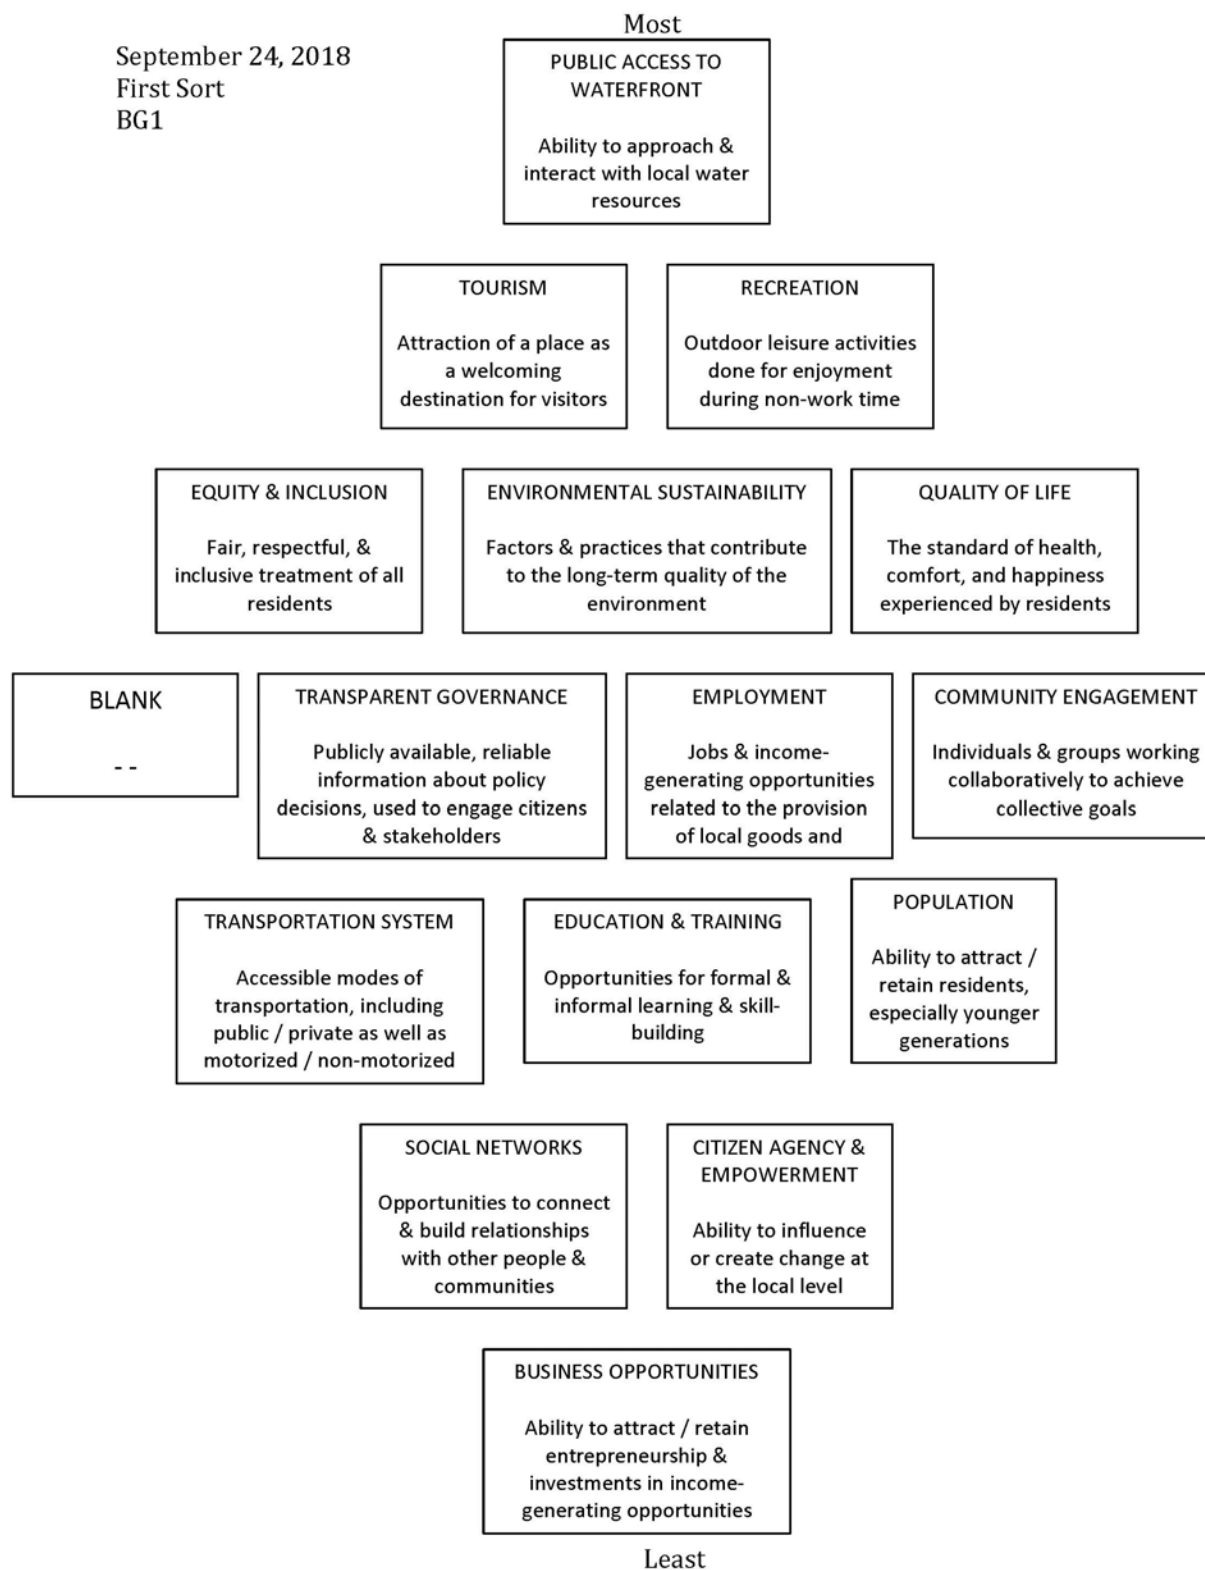 Most
September 24, 2018
First Sort
BG1
PUBLIC ACCESS TO
WATERFRONT
Ability to approach &
interact with local water
resources
TOURISM
Attraction of a place as
a welcoming
destination for visitors
RECREATION
Outdoor leisure activities
done for enjoyment
during non-work time
EQUITY & INCLUSION
Fair, respectful, &
inclusive treatment of all
residents
ENVIRONMENTAL SUSTAINABILITY
Factors & practices that contribute
to the long-term quality of the
environment
QUALITY OF LIFE
The standard of health,
comfort, and happiness
experienced by residents
BLANK
- -
TRANSPARENT GOVERNANCE
Publicly available, reliable
information about policy
decisions, used to engage citizens
& stakeholders
EMPLOYMENT
Jobs & income-
generating opportunities
related to the provision
of local goods and
COMMUNITY ENGAGEMENT
Individuals & groups working
collaboratively to achieve
collective goals
TRANSPORTATION SYSTEM
Accessible modes of
transportation, including
public / private as well as
motorized / non-motorized
EDUCATION & TRAINING
Opportunities for formal &
informal learning & skill-
building
POPULATION
Ability to attract /
retain residents,
especially younger
generations
SOCIAL NETWORKS
Opportunities to connect
& build relationships
with other people &
communities
CITIZEN AGENCY &
EMPOWERMENT
Ability to influence
or create change at
the local level
BUSINESS OPPORTUNITIES
Ability to attract / retain
entrepreneurship &
investments in income-
generating opportunities
Least